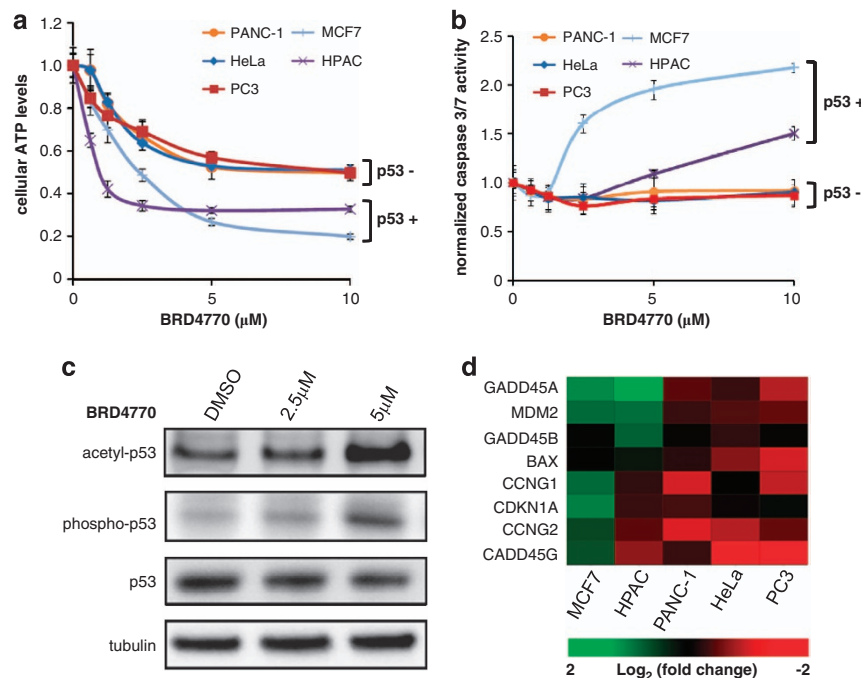 a
1.2
1.0
0.8
0.6
0.4
0.2
0
cellular ATP levels
PANC-1
MCF7
HeLa
HPAC
PC3
p53 -
p53 +
0
5
10
BRD4770 (μM)
b
2.5
2.0
1.5
1.0
0.5
0
normalized caspase 3/7 activity
PANC-1
MCF7
HeLa
HPAC
PC3
p53 +
p53 -
0
5
10
BRD4770 (μM)
c
BRD4770
DMSO
2.5μM
5μM
acetyl-p53
phospho-p53
p53
tubulin
d
GADD45A
MDM2
GADD45B
BAX
CCNG1
CDKN1A
CCNG2
CADD45G
MCF7
HPAC
PANC-1
HeLa
PC3
2
Log2 (fold change)
-2